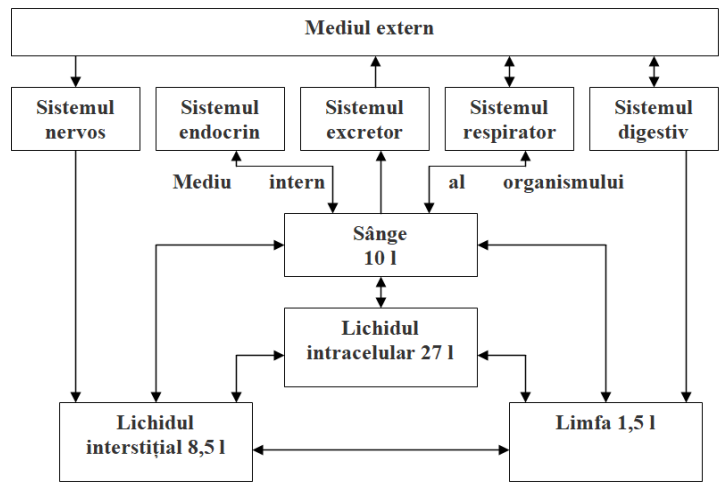 Mediul extern
Sistemul
nervos
Sistemul
endocrin
Sistemul
excretor
Sistemul
respirator
Sistemul
digestiv
Mediu intern al organismului
Sânge
10 l
Lichidul
intracelular 27 l
Lichidul
interstițial 8,5 l
Limfa 1,5 l